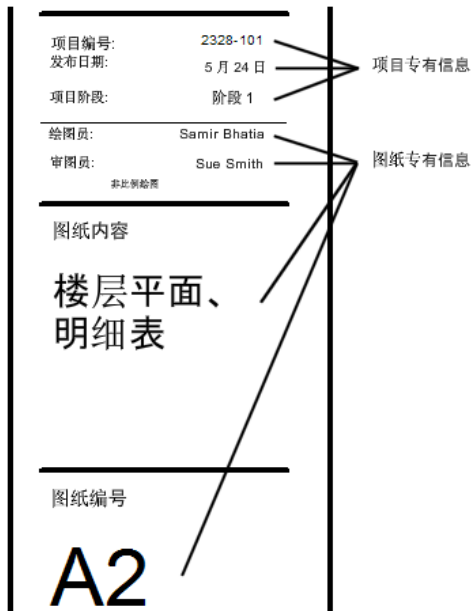 项目编号: 2328-101
发布日期: 5 月 24 日
项目阶段: 阶段 1
项目专有信息
绘图员: Samir Bhatia
审图员: Sue Smith
图纸专有信息
非比例绘图
图纸内容
楼层平面、
明细表
图纸编号
A2